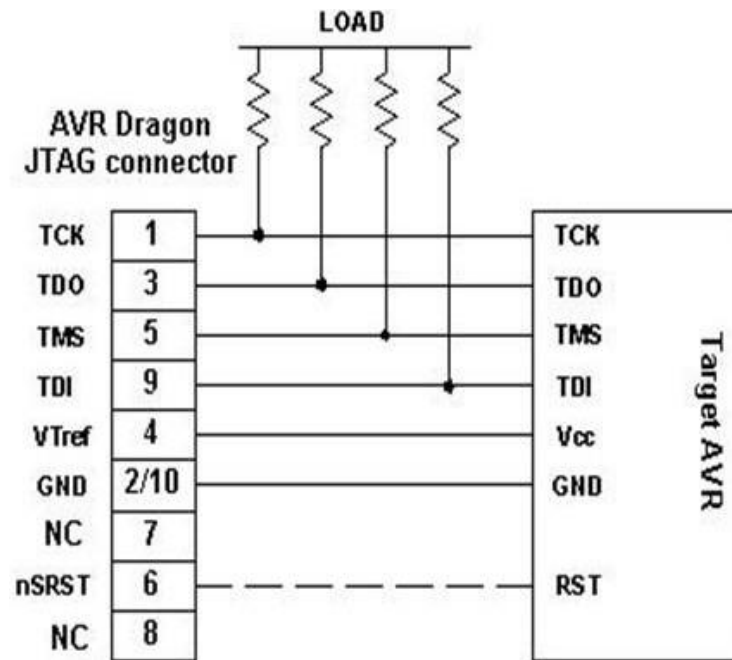 LOAD
AVR Dragon
JTAG connector
TCK 1 TCK
TDO 3 TDO
TMS 5 TMS
TDI 9 TDI
VTref 4 Vcc
GND 2/10 GND
NC 7
nSRST 6 RST
NC 8
Target AVR